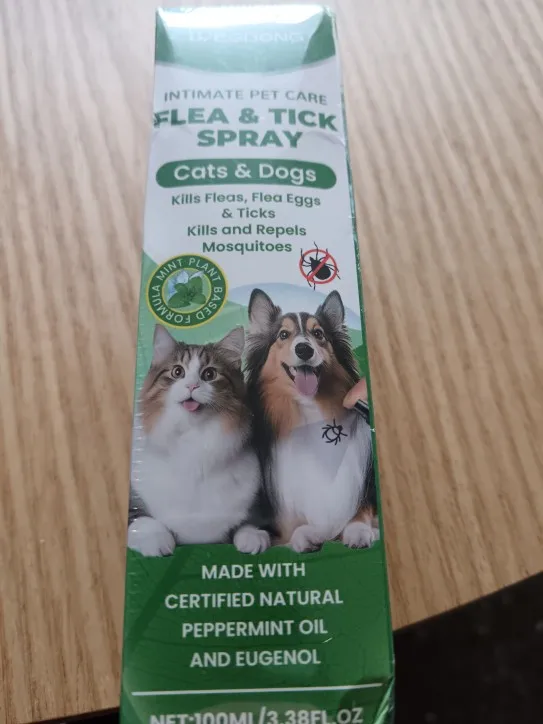 INTIMATE PET CARE
FLEA & TICK
SPRAY
Cats & Dogs
Kills Fleas, Flea Eggs
& Ticks
Kills and Repels
Mosquitoes
MINT PLANT
BASED FORMULA
MADE WITH
CERTIFIED NATURAL
PEPPERMINT OIL
AND EUGENOL
NET:100ML/3.38FL.OZ